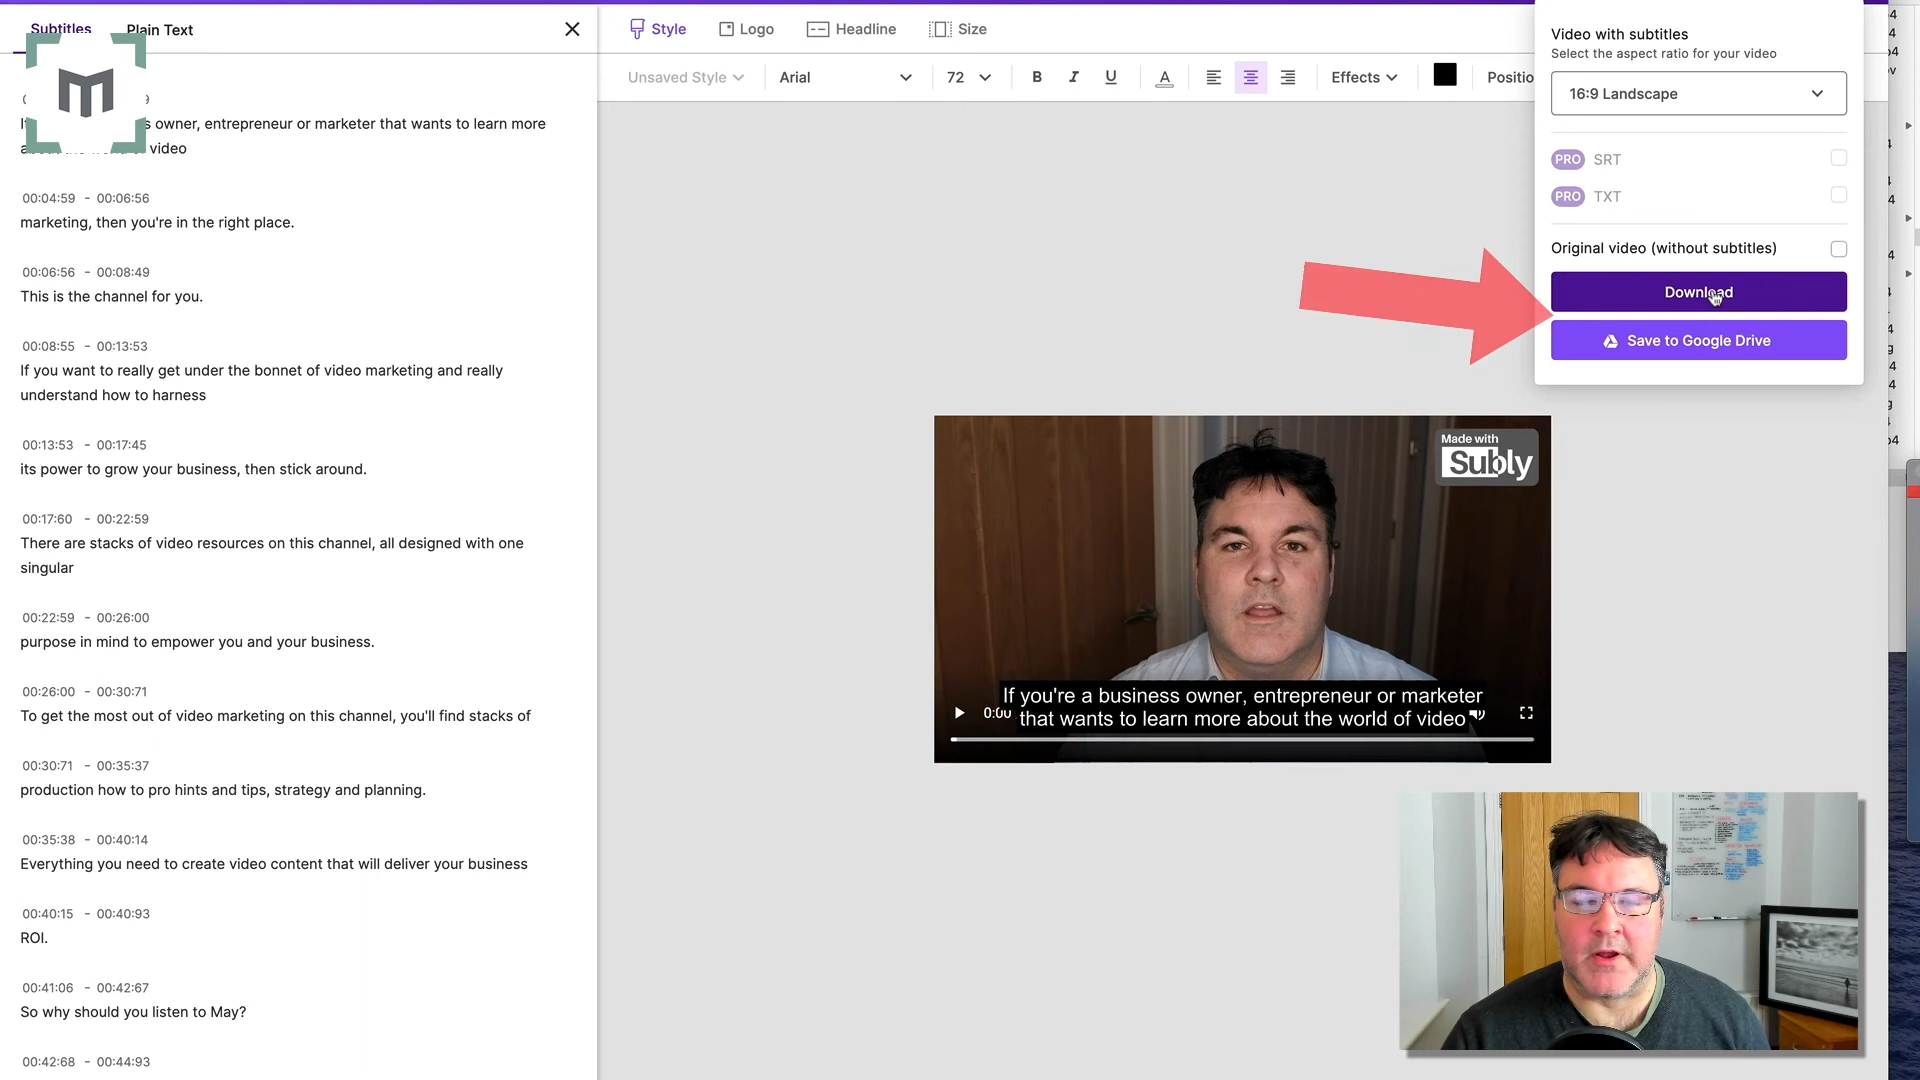 Subtitles
Plain Text
Style
Logo
Headline
Size
Unsaved Style
Arial
72
B
I
U
A
Effects
Positio
Video with subtitles
Select the aspect ratio for your video
16:9 Landscape
PRO SRT
PRO TXT
Original video (without subtitles)
Download
Save to Google Drive
owner, entrepreneur or marketer that wants to learn more
video
00:04:59 - 00:06:56
marketing, then you're in the right place.
00:06:56 - 00:08:49
This is the channel for you.
00:08:55 - 00:13:53
If you want to really get under the bonnet of video marketing and really
understand how to harness
00:13:53 - 00:17:45
its power to grow your business, then stick around.
00:17:60 - 00:22:59
There are stacks of video resources on this channel, all designed with one
singular
00:22:59 - 00:26:00
purpose in mind to empower you and your business.
00:26:00 - 00:30:71
To get the most out of video marketing on this channel, you'll find stacks of
00:30:71 - 00:35:37
production how to pro hints and tips, strategy and planning.
00:35:38 - 00:40:14
Everything you need to create video content that will deliver your business
00:40:15 - 00:40:93
ROI.
00:41:06 - 00:42:67
So why should you listen to May?
00:42:68 - 00:44:93
Made with
Subly
If you're a business owner, entrepreneur or marketer
0:00
that wants to learn more about the world of video